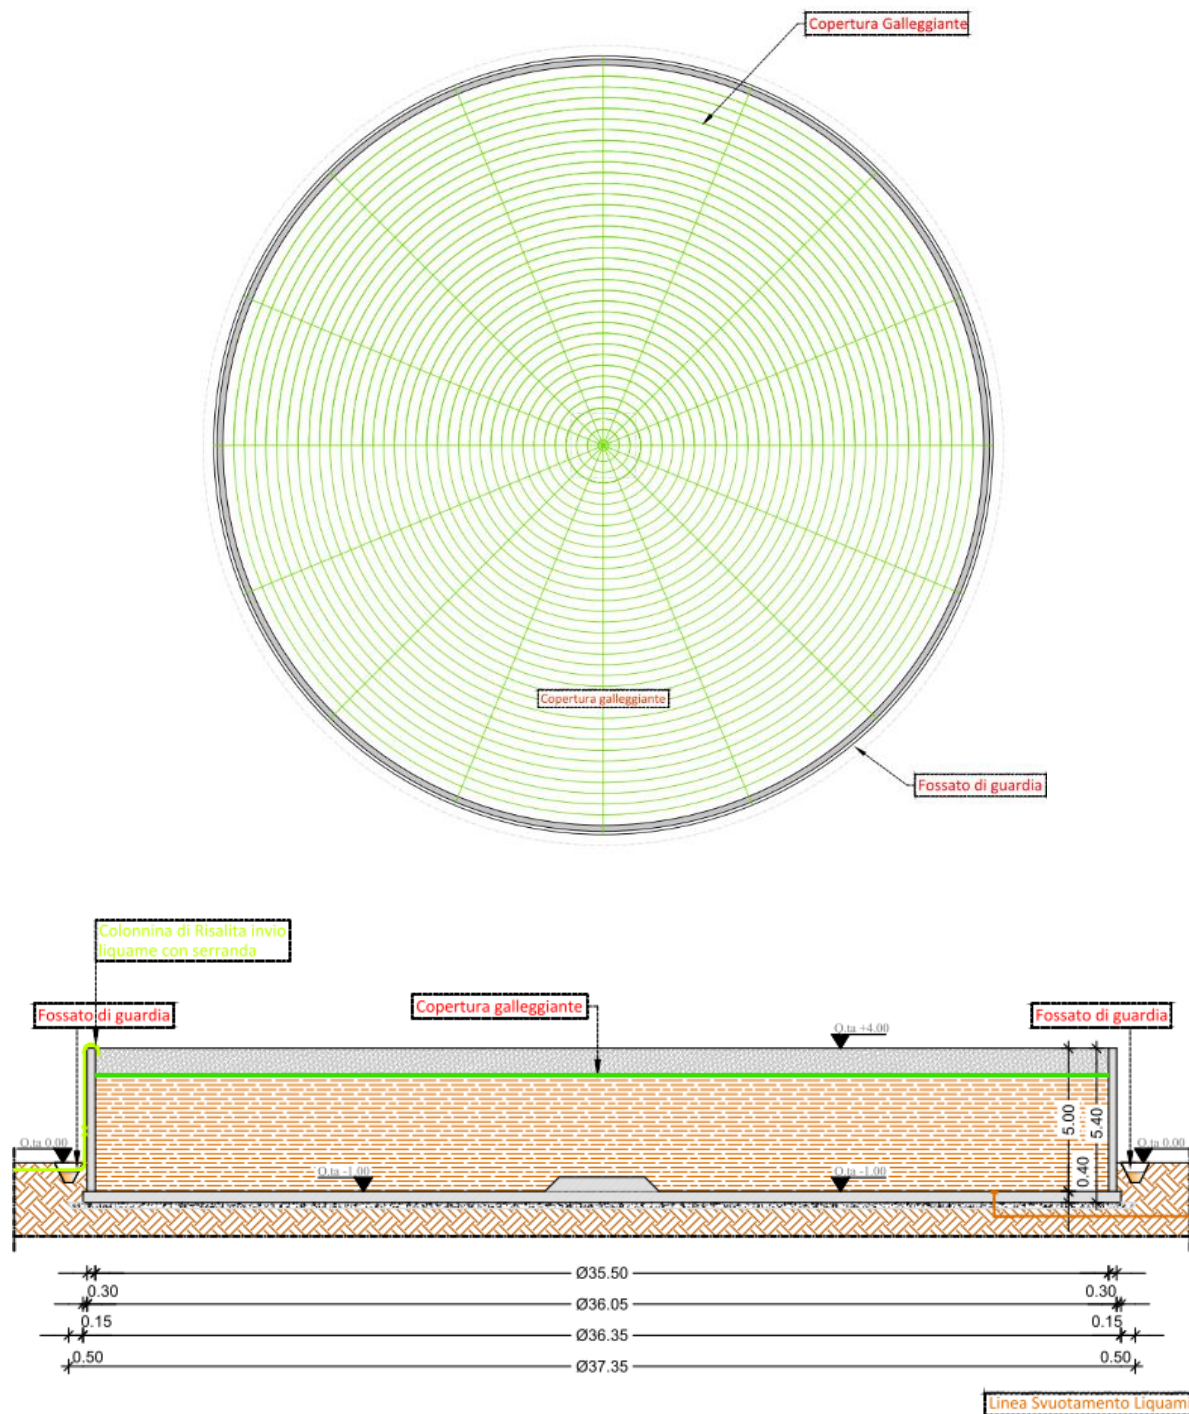 Copertura Galleggiante
Copertura galleggiante
Fossato di guardia
Colonnina di Risalita invio
liquame con serranda
Fossato di guardia
Copertura galleggiante
Fossato di guardia
Q.ta +4.00
Q.ta 0.00
Q.ta 0.00
5.00
5.40
0.40
Q.ta -1.00
Q.ta -1.00
Ø35.50
0.30
0.30
Ø36.05
0.15
0.15
Ø36.35
0.50
0.50
Ø37.35
Linea Svuotamento Liquami